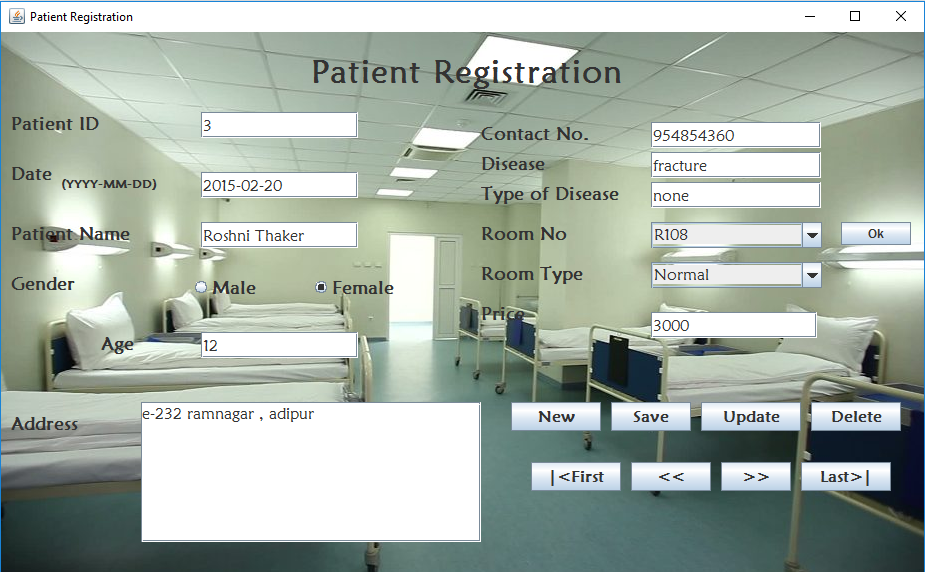 Patient Registration
Patient Registration
Patient ID 3
Date (YYYY-MM-DD) 2015-02-20
Patient Name Roshni Thaker
Gender Male Female
Age 12
Address e-232 ramnagar , adipur
Contact No. 954854360
Disease fracture
Type of Disease none
Room No R108 Ok
Room Type Normal
Price 3000
New Save Update Delete
|<First << >> Last>|